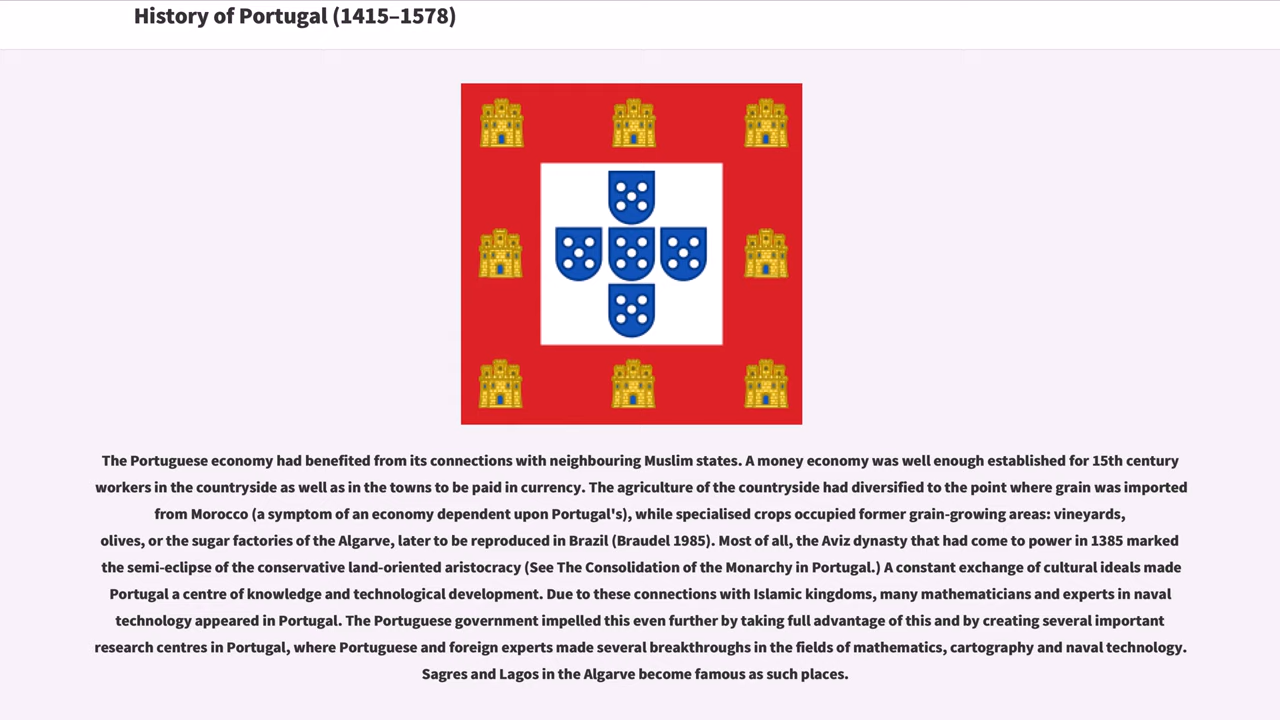 History of Portugal (1415–1578)
The Portuguese economy had benefited from its connections with neighbouring Muslim states. A money economy was well enough established for 15th century
workers in the countryside as well as in the towns to be paid in currency. The agriculture of the countryside had diversified to the point where grain was imported
from Morocco (a symptom of an economy dependent upon Portugal's), while specialised crops occupied former grain-growing areas: vineyards,
olives, or the sugar factories of the Algarve, later to be reproduced in Brazil (Braudel 1985). Most of all, the Aviz dynasty that had come to power in 1385 marked
the semi-eclipse of the conservative land-oriented aristocracy (See The Consolidation of the Monarchy in Portugal.) A constant exchange of cultural ideals made
Portugal a centre of knowledge and technological development. Due to these connections with Islamic kingdoms, many mathematicians and experts in naval
technology appeared in Portugal. The Portuguese government impelled this even further by taking full advantage of this and by creating several important
research centres in Portugal, where Portuguese and foreign experts made several breakthroughs in the fields of mathematics, cartography and naval technology.
Sagres and Lagos in the Algarve become famous as such places.